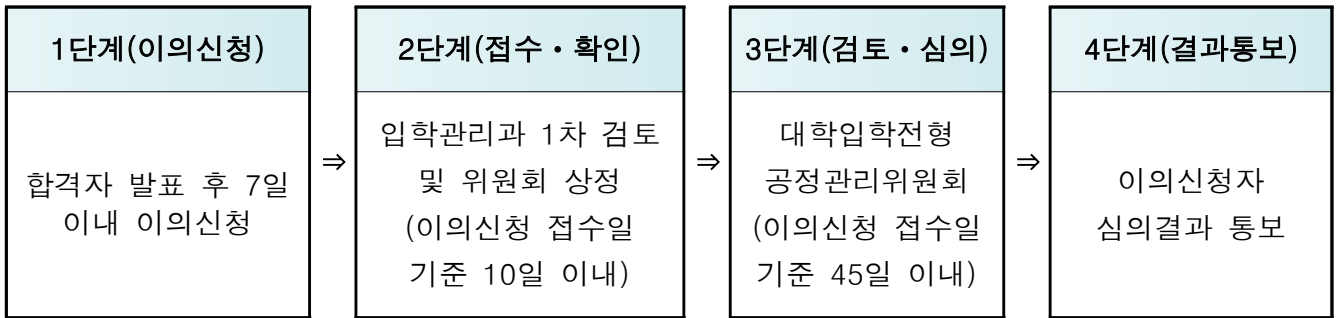 1단계(이의신청)
합격자 발표 후 7일
이내 이의신청
⇒
2단계(접수・확인)
입학관리과 1차 검토
및 위원회 상정
(이의신청 접수일
기준 10일 이내)
⇒
3단계(검토・심의)
대학입학전형
공정관리위원회
(이의신청 접수일
기준 45일 이내)
⇒
4단계(결과통보)
이의신청자
심의결과 통보